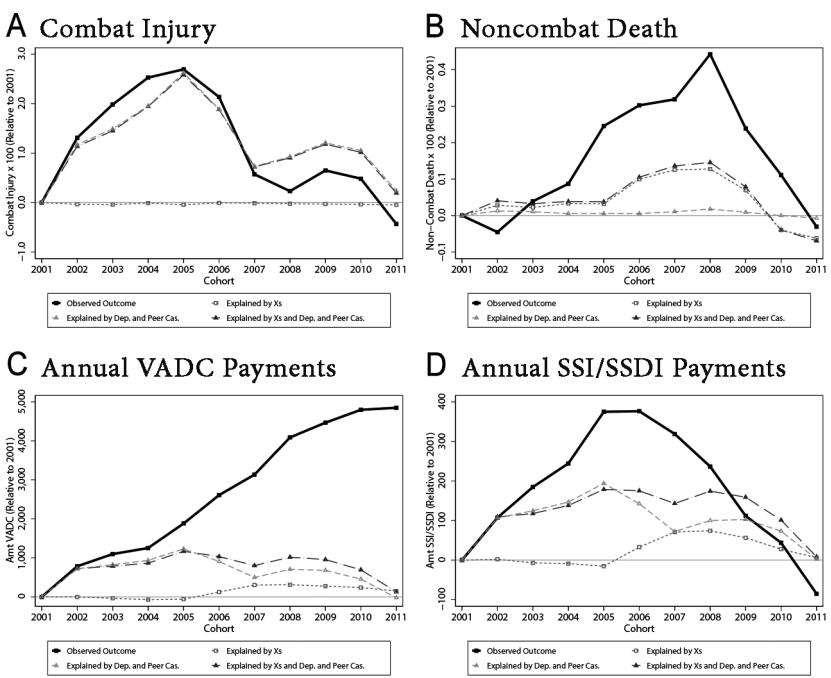 A Combat Injury
Combat Injury x 100 (Relative to 2001)
3.0
2.0
1.0
0.0
−1.0
2001 2002 2003 2004 2005 2006 2007 2008 2009 2010 2011
Cohort
Observed Outcome Explained by Xs
Explained by Dep. and Peer Cas. Explained by Xs and Dep. and Peer Cas.
B Noncombat Death
Non−Combat Death x 100 (Relative to 2001)
0.4
0.3
0.2
0.1
0.0
−0.1
2001 2002 2003 2004 2005 2006 2007 2008 2009 2010 2011
Cohort
Observed Outcome Explained by Xs
Explained by Dep. and Peer Cas. Explained by Xs and Dep. and Peer Cas.
C Annual VADC Payments
Amt VADC (Relative to 2001)
5,000
4,000
3,000
2,000
1,000
0
2001 2002 2003 2004 2005 2006 2007 2008 2009 2010 2011
Cohort
Observed Outcome Explained by Xs
Explained by Dep. and Peer Cas. Explained by Xs and Dep. and Peer Cas.
D Annual SSI/SSDI Payments
Amt SSI/SSDI (Relative to 2001)
400
300
200
100
0
−100
2001 2002 2003 2004 2005 2006 2007 2008 2009 2010 2011
Cohort
Observed Outcome Explained by Xs
Explained by Dep. and Peer Cas. Explained by Xs and Dep. and Peer Cas.